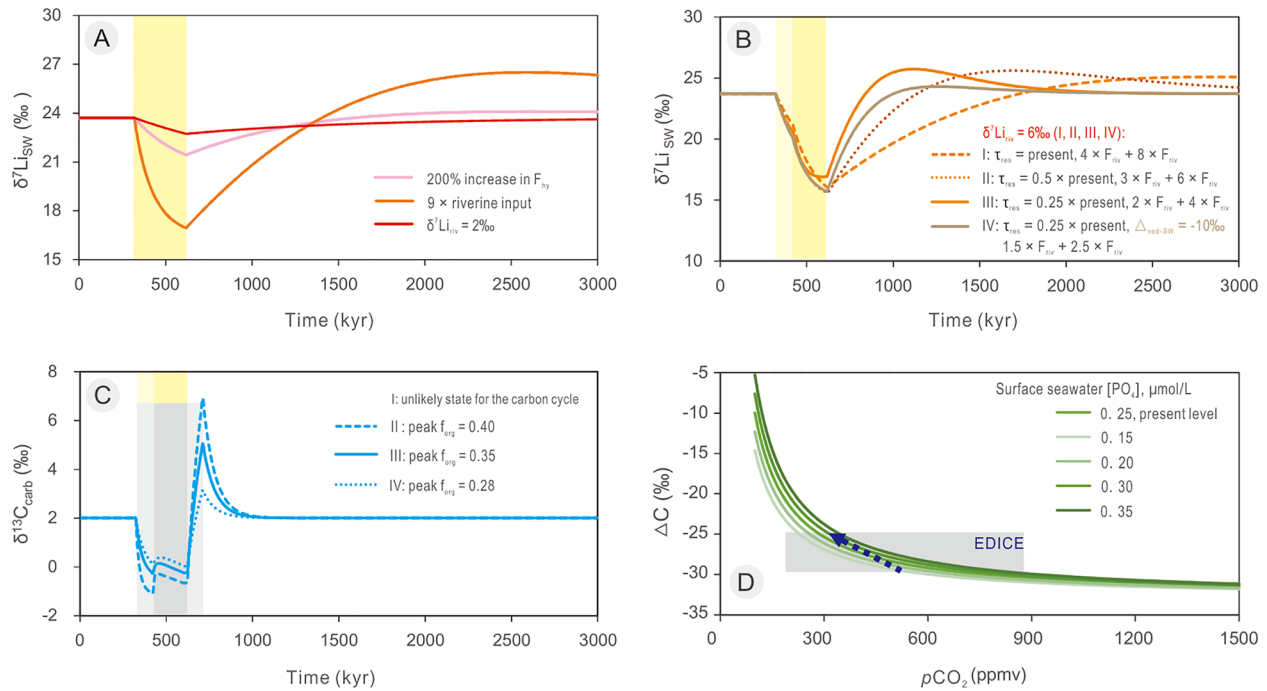 A
30
27
24
21
18
15
δ⁷Li_SW (‰)
200% increase in F_hy
9 × riverine input
δ⁷Li_riv = 2‰
0 500 1000 1500 2000 2500 3000
Time (kyr)
B
30
25
20
15
10
δ⁷Li_SW (‰)
δ⁷Li_riv = 6‰ (I, II, III, IV):
I: τ_res = present, 4 × F_riv + 8 × F_riv
II: τ_res = 0.5 × present, 3 × F_riv + 6 × F_riv
III: τ_res = 0.25 × present, 2 × F_riv + 4 × F_riv
IV: τ_res = 0.25 × present, △_sed-SW = -10‰
1.5 × F_riv + 2.5 × F_riv
0 500 1000 1500 2000 2500 3000
Time (kyr)
C
8
6
4
2
0
-2
δ¹³C_carb (‰)
I: unlikely state for the carbon cycle
II : peak f_org = 0.40
III: peak f_org = 0.35
IV: peak f_org = 0.28
0 500 1000 1500 2000 2500 3000
Time (kyr)
D
-5
-10
-15
-20
-25
-30
-35
△C (‰)
Surface seawater [PO₄], μmol/L
0. 25, present level
0. 15
0. 20
0. 30
0. 35
EDICE
0 300 600 900 1200 1500
pCO₂ (ppmv)